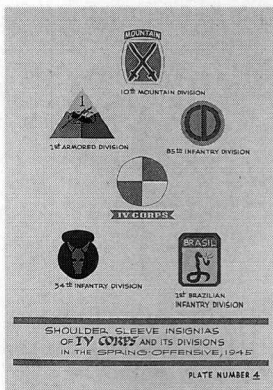 MOUNTAIN
10th MOUNTAIN DIVISION
1
1st ARMORED DIVISION
85th INFANTRY DIVISION
IV CORPS
34th INFANTRY DIVISION
BRASIL
1st BRAZILIAN
INFANTRY DIVISION
SHOULDER SLEEVE INSIGNIAS
OF IV CORPS AND ITS DIVISIONS
IN THE SPRING OFFENSIVE, 1945
PLATE NUMBER 4